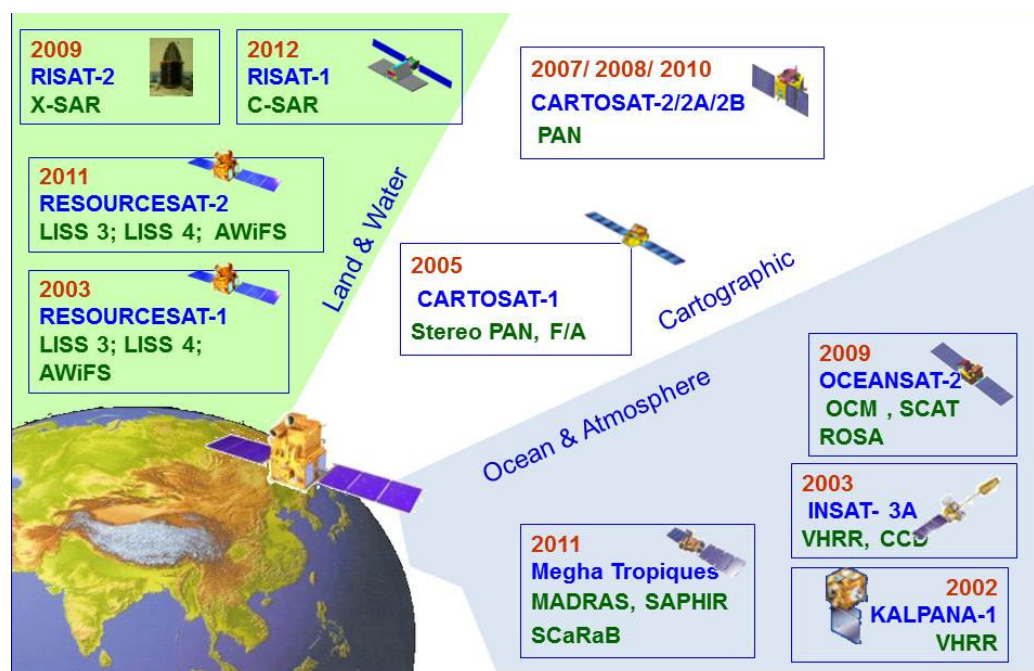 2009
RISAT-2
X-SAR
2012
RISAT-1
C-SAR
2007/ 2008/ 2010
CARTOSAT-2/2A/2B
PAN
2011
RESOURCESAT-2
LISS 3; LISS 4; AWiFS
Land & Water
2003
RESOURCESAT-1
LISS 3; LISS 4;
AWiFS
2005
CARTOSAT-1
Stereo PAN, F/A
Cartographic
Ocean & Atmosphere
2009
OCEANSAT-2
OCM , SCAT
ROSA
2003
INSAT- 3A
VHRR, CCD
2011
Megha Tropiques
MADRAS, SAPHIR
SCaRaB
2002
KALPANA-1
VHRR